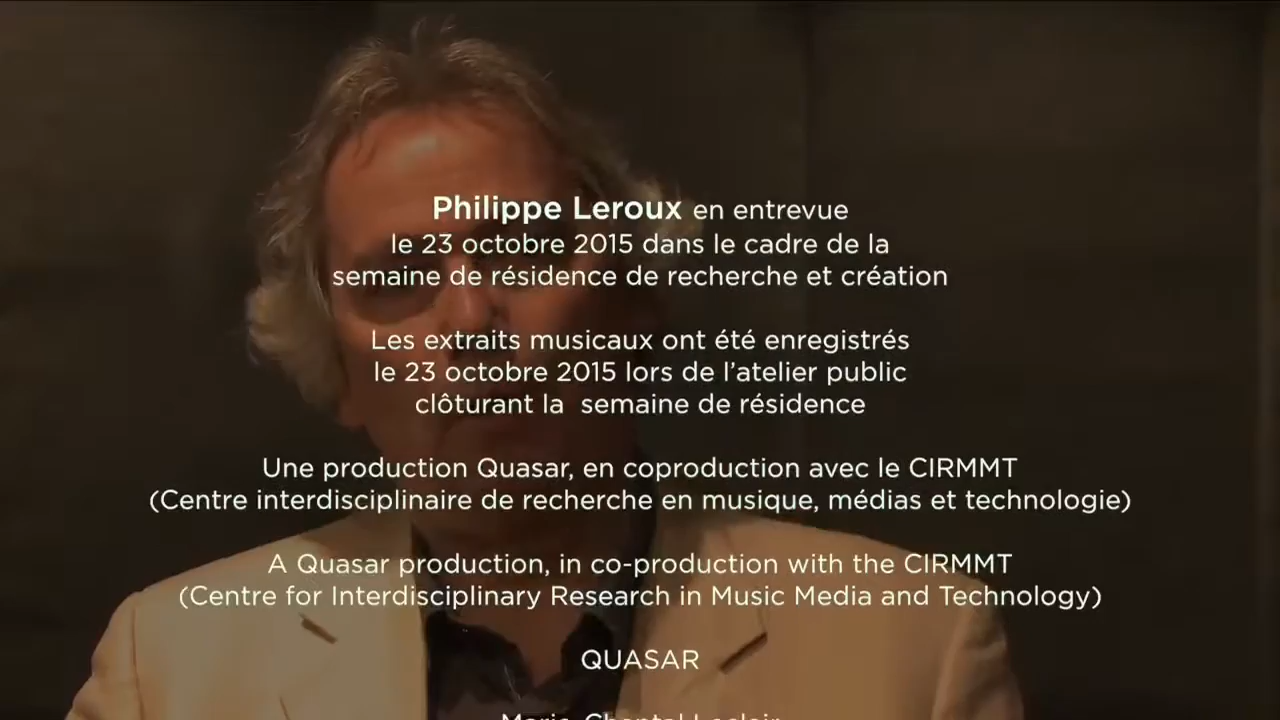 Philippe Leroux en entrevue
le 23 octobre 2015 dans le cadre de la
semaine de résidence de recherche et création
Les extraits musicaux ont été enregistrés
le 23 octobre 2015 lors de l'atelier public
clôturant la semaine de résidence
Une production Quasar, en coproduction avec le CIRMMT
(Centre interdisciplinaire de recherche en musique, médias et technologie)
A Quasar production, in co-production with the CIRMMT
(Centre for Interdisciplinary Research in Music Media and Technology)
QUASAR
Marie-Chantal Leclair